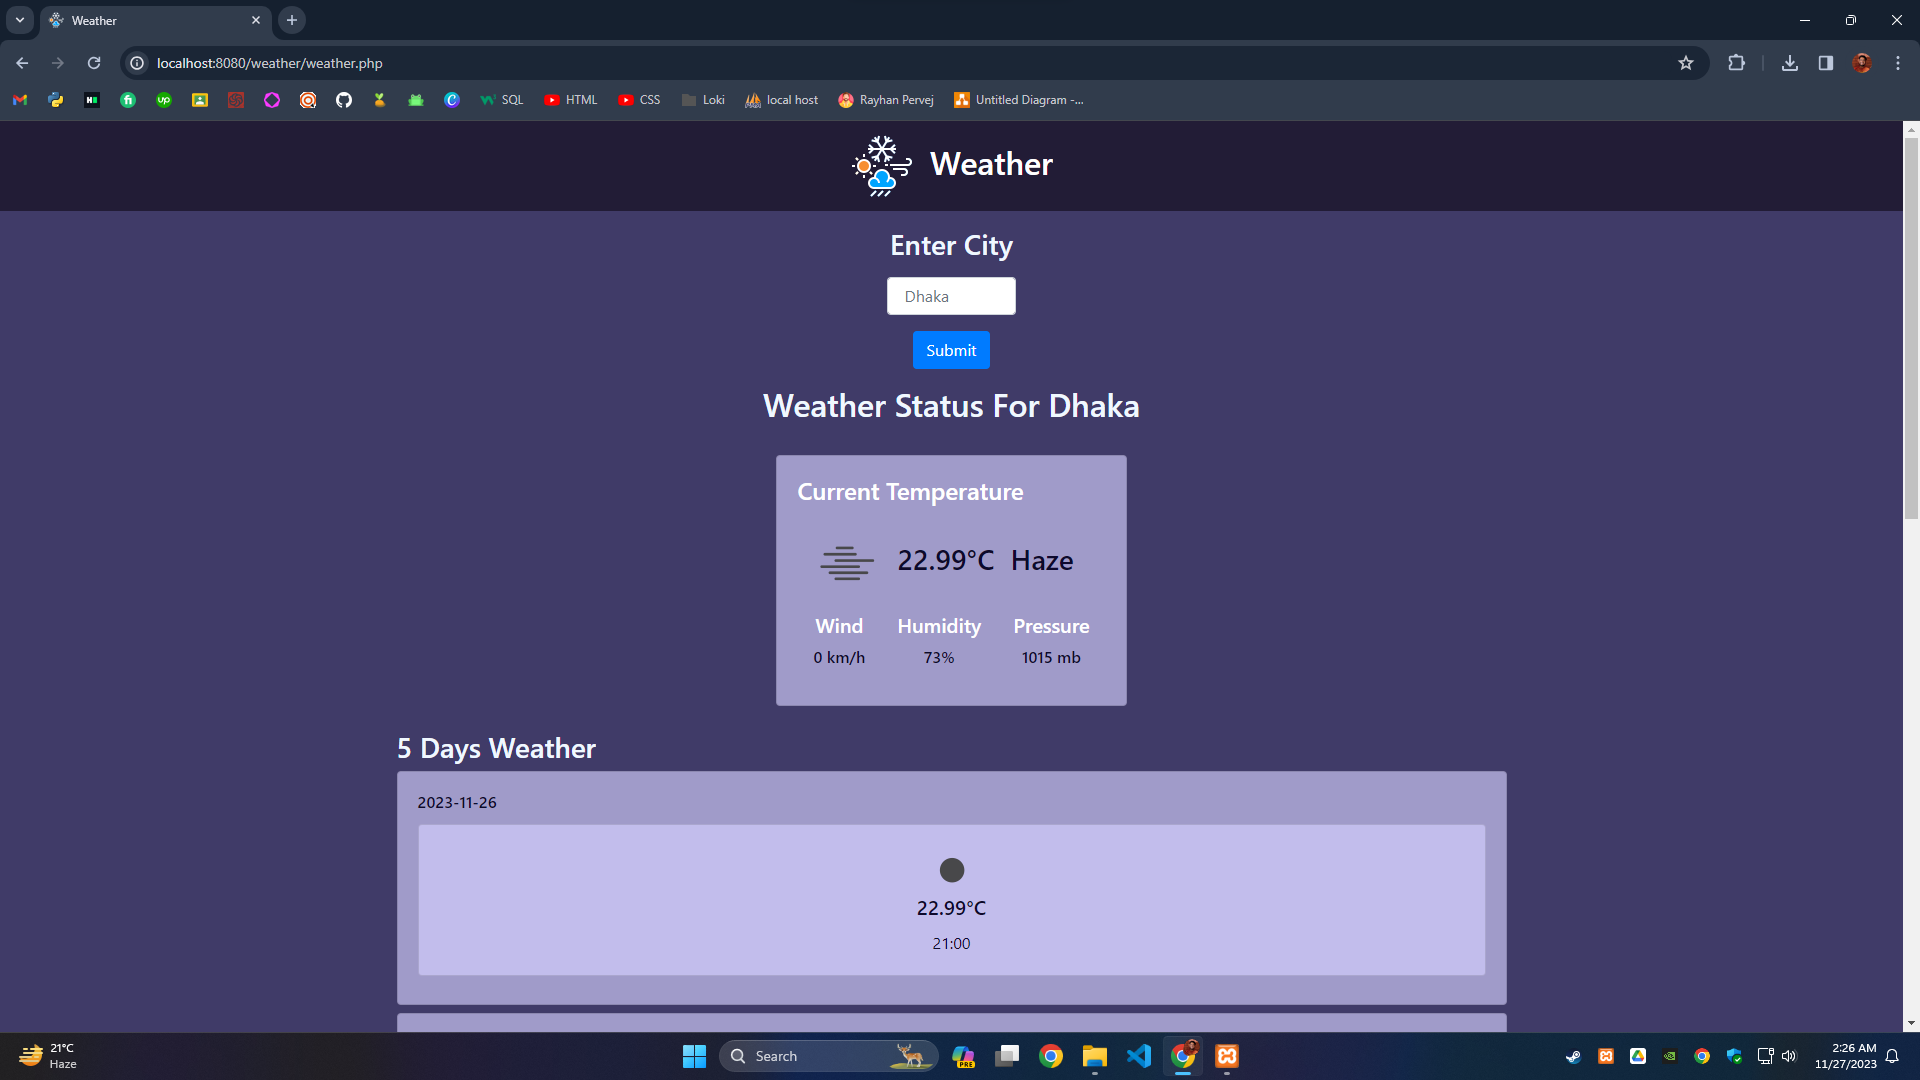 Weather
localhost:8080/weather/weather.php
SQL
HTML
CSS
Loki
local host
Rayhan Pervej
Untitled Diagram -...
Weather
Enter City
Dhaka
Submit
Weather Status For Dhaka
Current Temperature
22.99°C Haze
Wind Humidity Pressure
0 km/h 73% 1015 mb
5 Days Weather
2023-11-26
22.99°C
21:00
21°C
Haze
Search
PRE
2:26 AM
11/27/2023